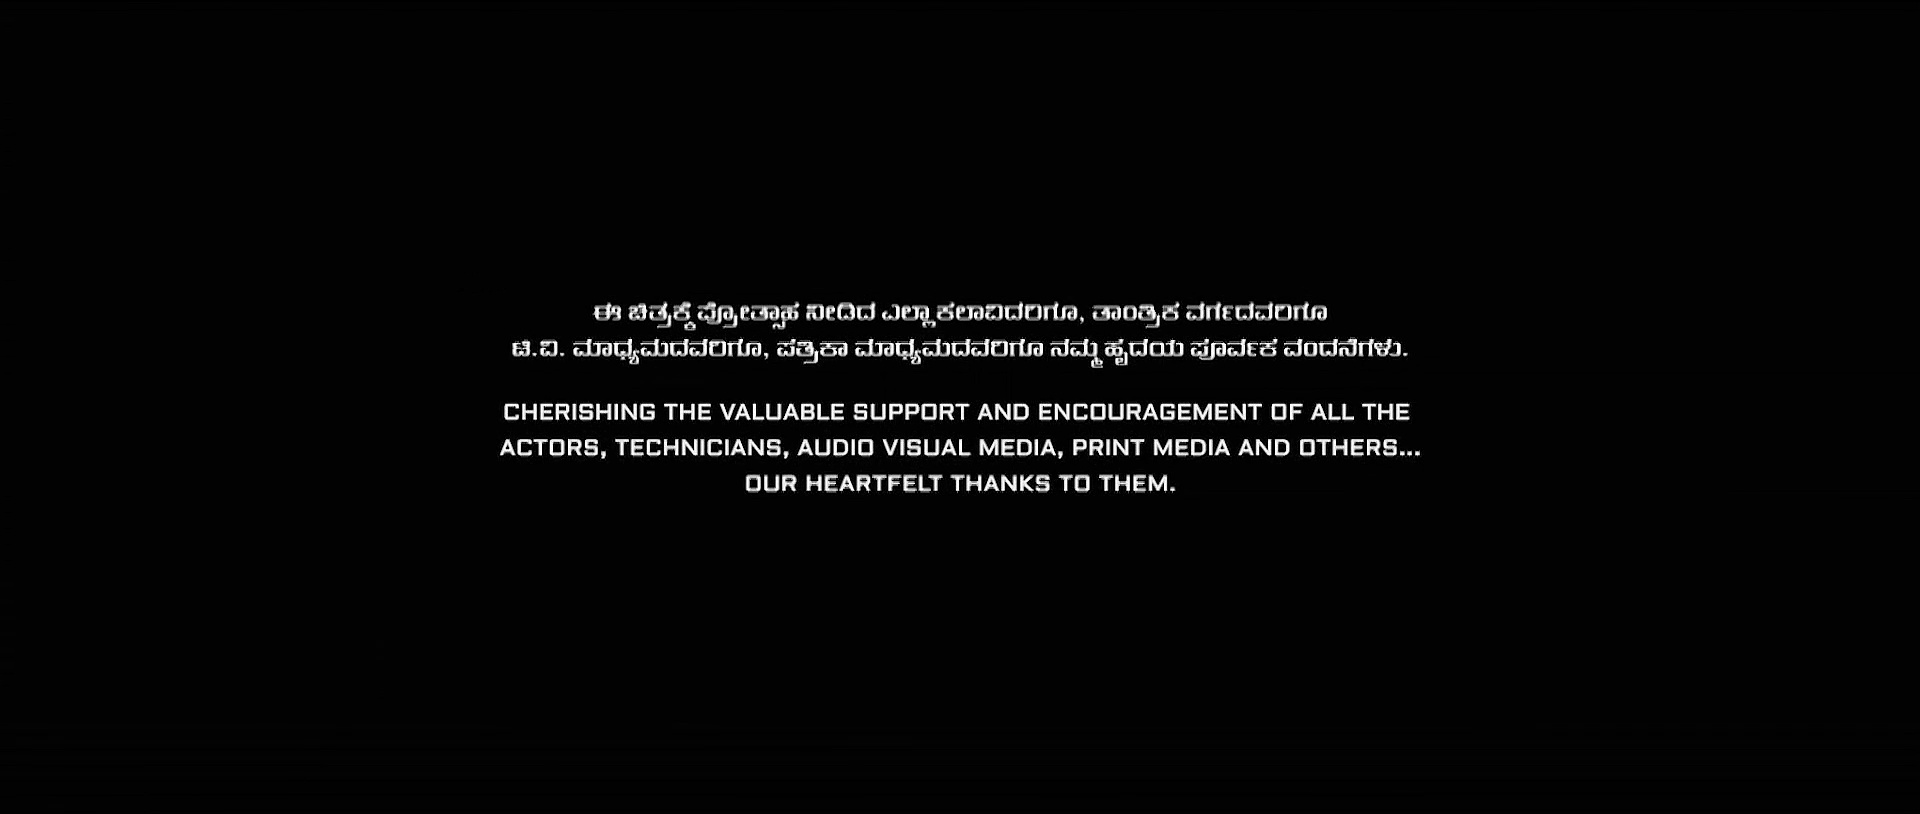 ಈ ಚಿತ್ರಕ್ಕೆ ಪ್ರೋತ್ಸಾಹ ನೀಡಿದ ಎಲ್ಲಾ ಕಲಾವಿದರಿಗೂ, ತಾಂತ್ರಿಕ ವರ್ಗದವರಿಗೂ
ಟಿ.ವಿ. ಮಾಧ್ಯಮದವರಿಗೂ, ಪತ್ರಿಕಾ ಮಾಧ್ಯಮದವರಿಗೂ ನಮ್ಮ ಹೃದಯ ಪೂರ್ವಕ ವಂದನೆಗಳು.
CHERISHING THE VALUABLE SUPPORT AND ENCOURAGEMENT OF ALL THE
ACTORS, TECHNICIANS, AUDIO VISUAL MEDIA, PRINT MEDIA AND OTHERS...
OUR HEARTFELT THANKS TO THEM.